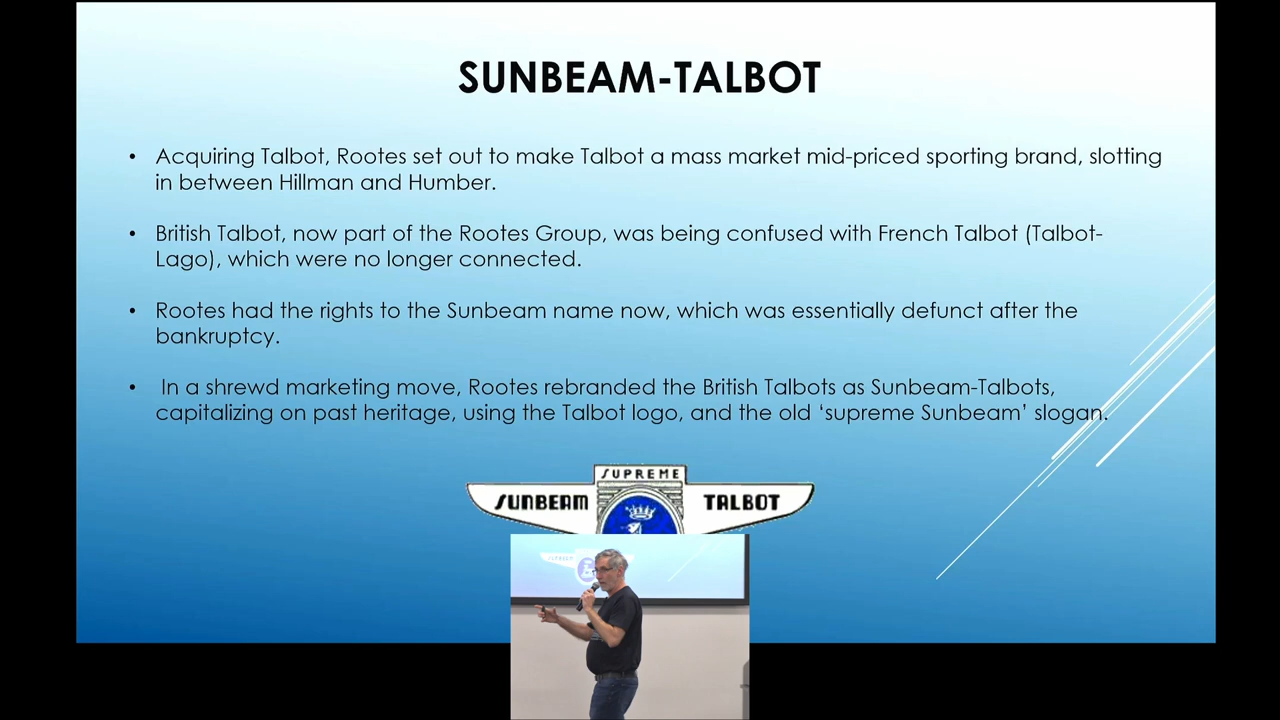 SUNBEAM-TALBOT
• Acquiring Talbot, Rootes set out to make Talbot a mass market mid-priced sporting brand, slotting
in between Hillman and Humber.
• British Talbot, now part of the Rootes Group, was being confused with French Talbot (Talbot-
Lago), which were no longer connected.
• Rootes had the rights to the Sunbeam name now, which was essentially defunct after the
bankruptcy.
• In a shrewd marketing move, Rootes rebranded the British Talbots as Sunbeam-Talbots,
capitalizing on past heritage, using the Talbot logo, and the old ‘supreme Sunbeam’ slogan.
SUPREME
SUNBEAM TALBOT